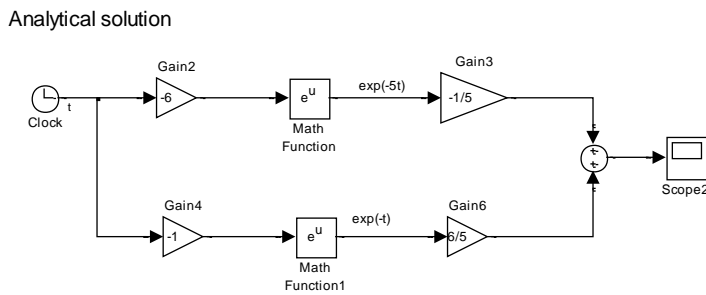 Analytical solution
Gain2
Gain3
-6
e^u
exp(-5t)
-1/5
t
Clock
Math
Function
+
+
Scope2
Gain4
Gain6
-1
e^u
exp(-t)
6/5
Math
Function1